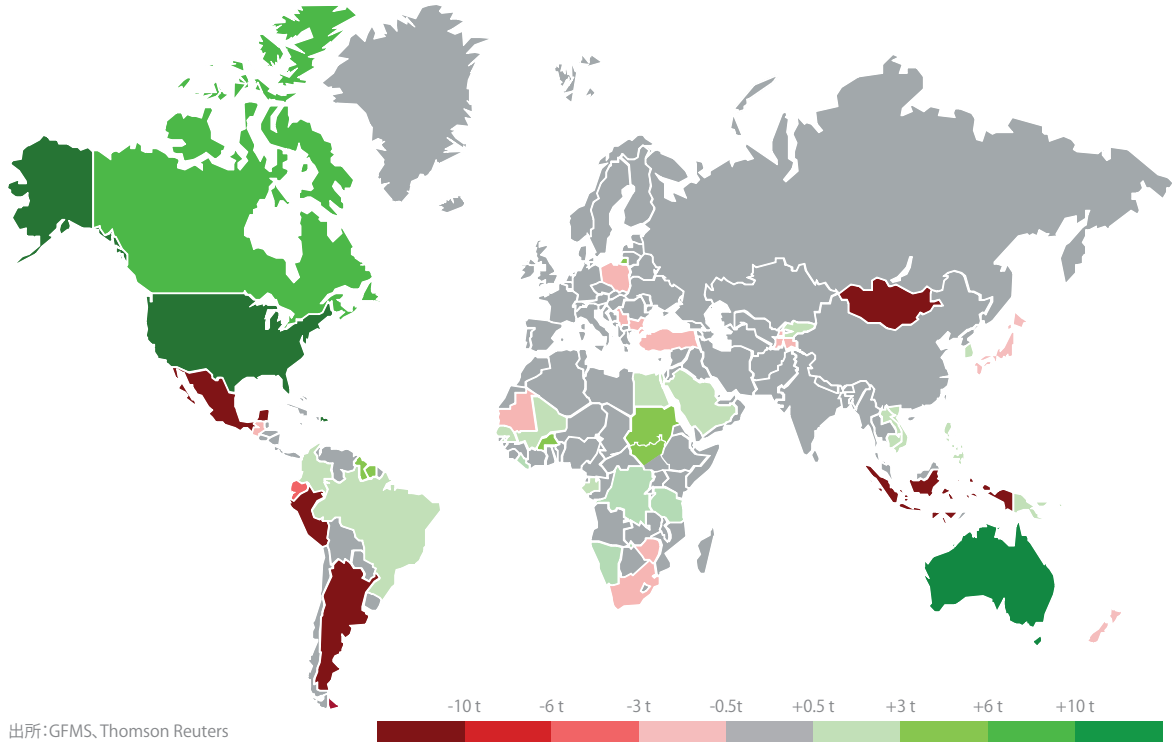 -10 t -6 t -3 t -0.5t +0.5 t +3 t +6 t +10 t
出所：GFMS、Thomson Reuters